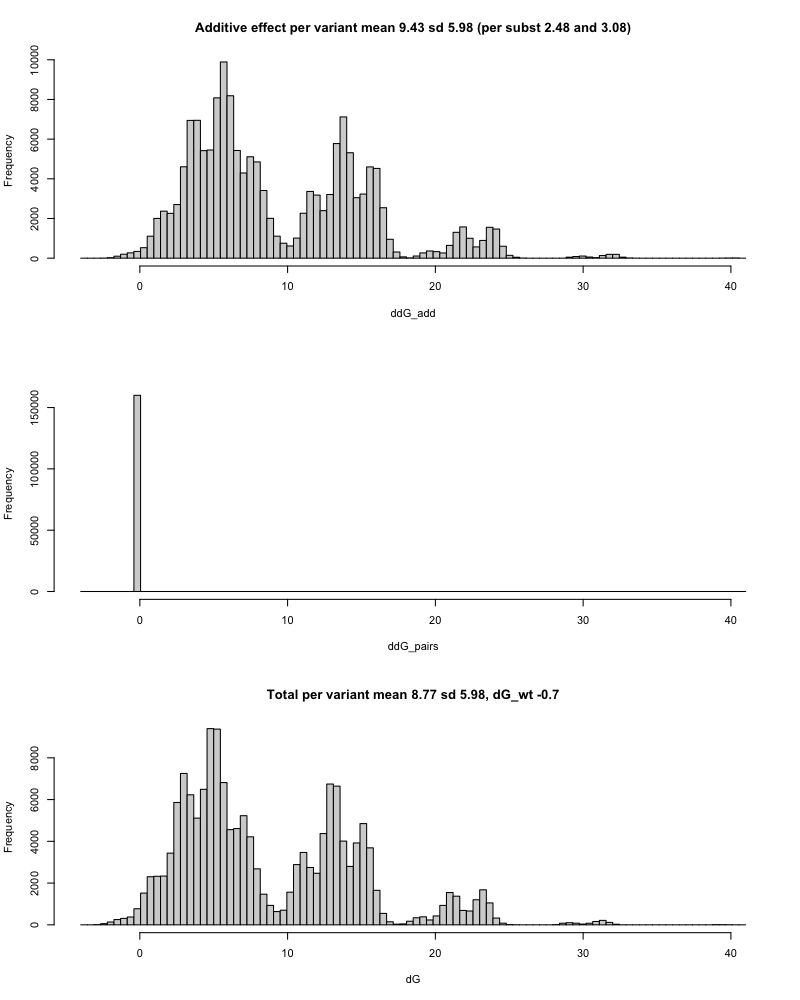 Additive effect per variant mean 9.43 sd 5.98 (per subst 2.48 and 3.08)
Frequency
0 2000 4000 6000 8000 10000
0 10 20 30 40
ddG_add
Frequency
0 50000 100000 150000
0 10 20 30 40
ddG_pairs
Total per variant mean 8.77 sd 5.98, dG_wt -0.7
Frequency
0 2000 4000 6000 8000
0 10 20 30 40
dG